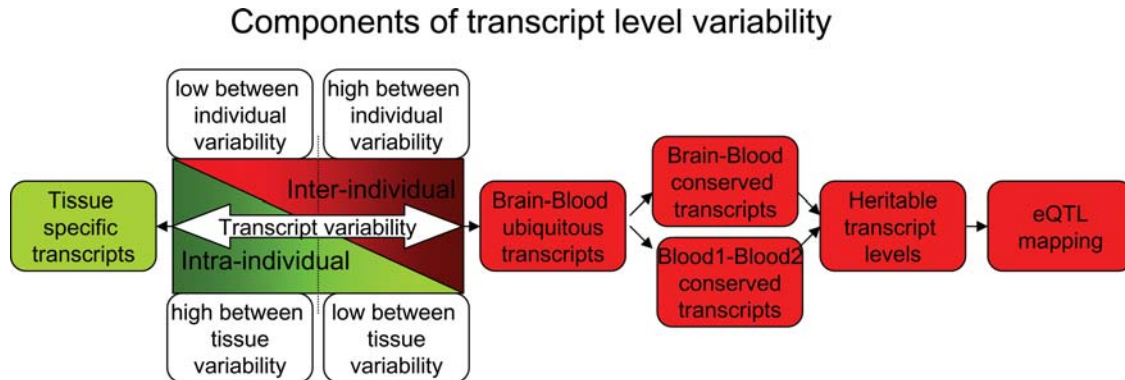 Components of transcript level variability
low between
individual
variability
high between
individual
variability
Tissue
specific
transcripts
Inter-individual
Transcript variability
Intra-individual
high between
tissue
variability
low between
tissue
variability
Brain-Blood
ubiquitous
transcripts
Brain-Blood
conserved
transcripts
Blood1-Blood2
conserved
transcripts
Heritable
transcript
levels
eQTL
mapping